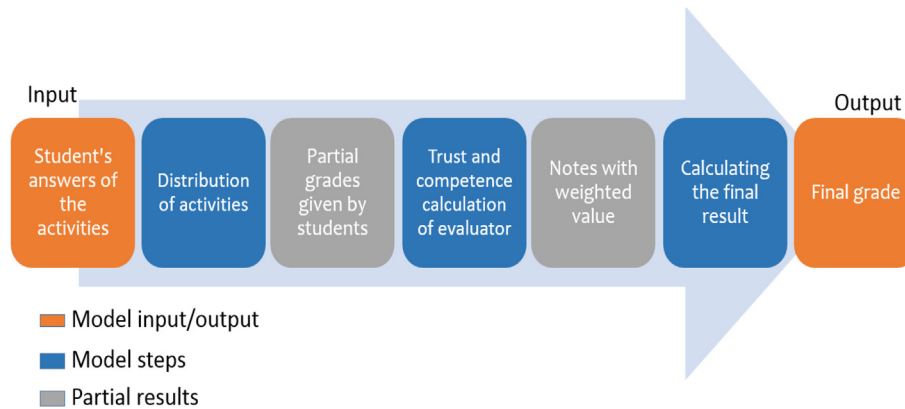 Input
Output
Student's
answers of
the
activities
Distribution
of activities
Partial
grades
given by
students
Trust and
competence
calculation
of evaluator
Notes with
weighted
value
Calculating
the final
result
Final grade
Model input/output
Model steps
Partial results